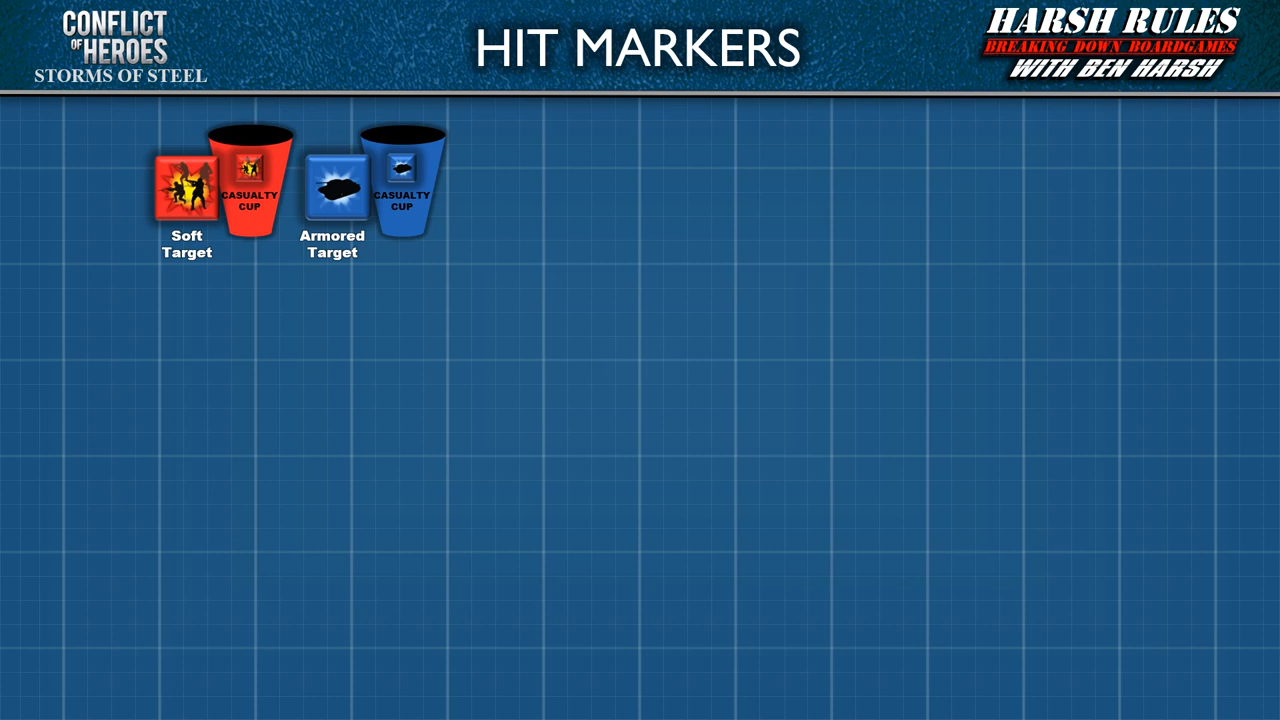 CONFLICT
OF HEROES
STORMS OF STEEL
HIT MARKERS
HARSH RULES
BREAKING DOWN BOARDGAMES
WITH BEN HARSH
CASUALTY
CUP
CASUALTY
CUP
Soft
Target
Armored
Target